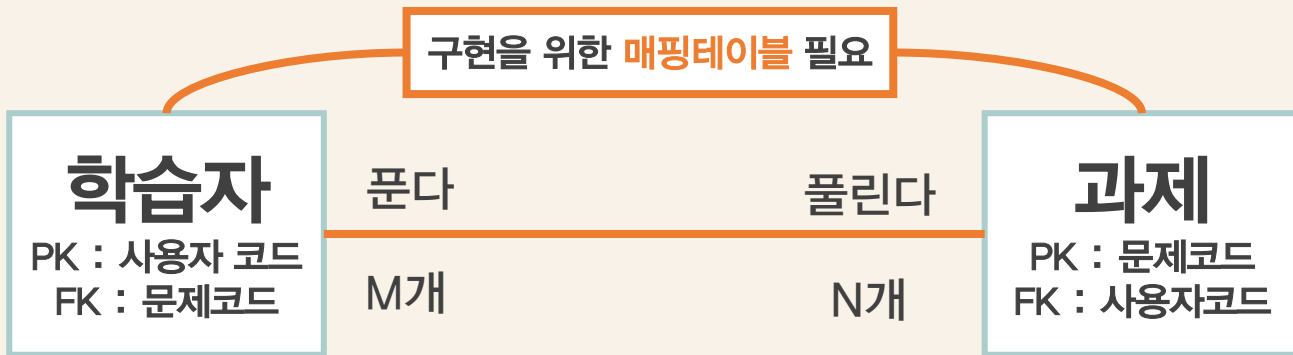 구현을 위한 매핑테이블 필요
학습자
PK : 사용자 코드
FK : 문제코드
푼다
M개
풀린다
N개
과제
PK : 문제코드
FK : 사용자코드